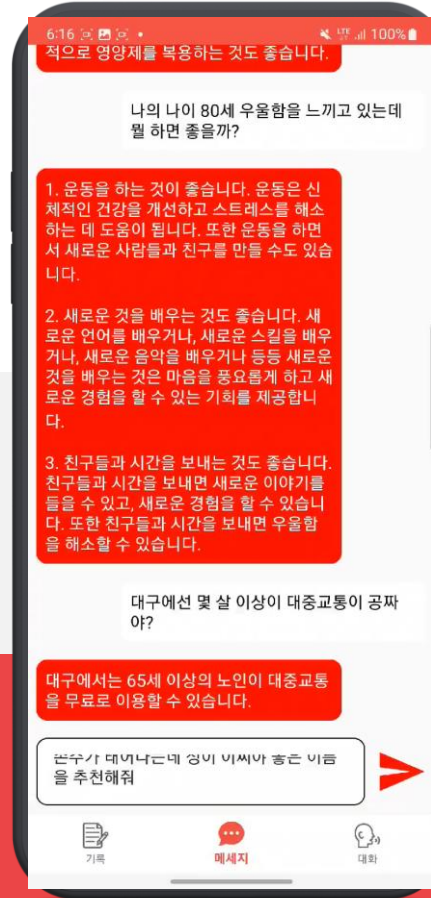 6:16 LTE 100%
적으로 영양제를 복용하는 것도 좋습니다.
나의 나이 80세 우울함을 느끼고 있는데
뭘 하면 좋을까?
1. 운동을 하는 것이 좋습니다. 운동은 신
체적인 건강을 개선하고 스트레스를 해소
하는 데 도움이 됩니다. 또한 운동을 하면
서 새로운 사람들과 친구를 만들 수도 있습
니다.
2. 새로운 것을 배우는 것도 좋습니다. 새
로운 언어를 배우거나, 새로운 스킬을 배우
거나, 새로운 음악을 배우거나 등등 새로운
것을 배우는 것은 마음을 풍요롭게 하고 새
로운 경험을 할 수 있는 기회를 제공합니
다.
3. 친구들과 시간을 보내는 것도 좋습니다.
친구들과 시간을 보내면 새로운 이야기를
들을 수 있고, 새로운 경험을 할 수 있습니
다. 또한 친구들과 시간을 보내면 우울함
을 해소할 수 있습니다.
대구에선 몇 살 이상이 대중교통이 공짜
야?
대구에서는 65세 이상의 노인이 대중교통
을 무료로 이용할 수 있습니다.
태어나는데 좋은 이름
을 추천해줘
기록
메세지
대화